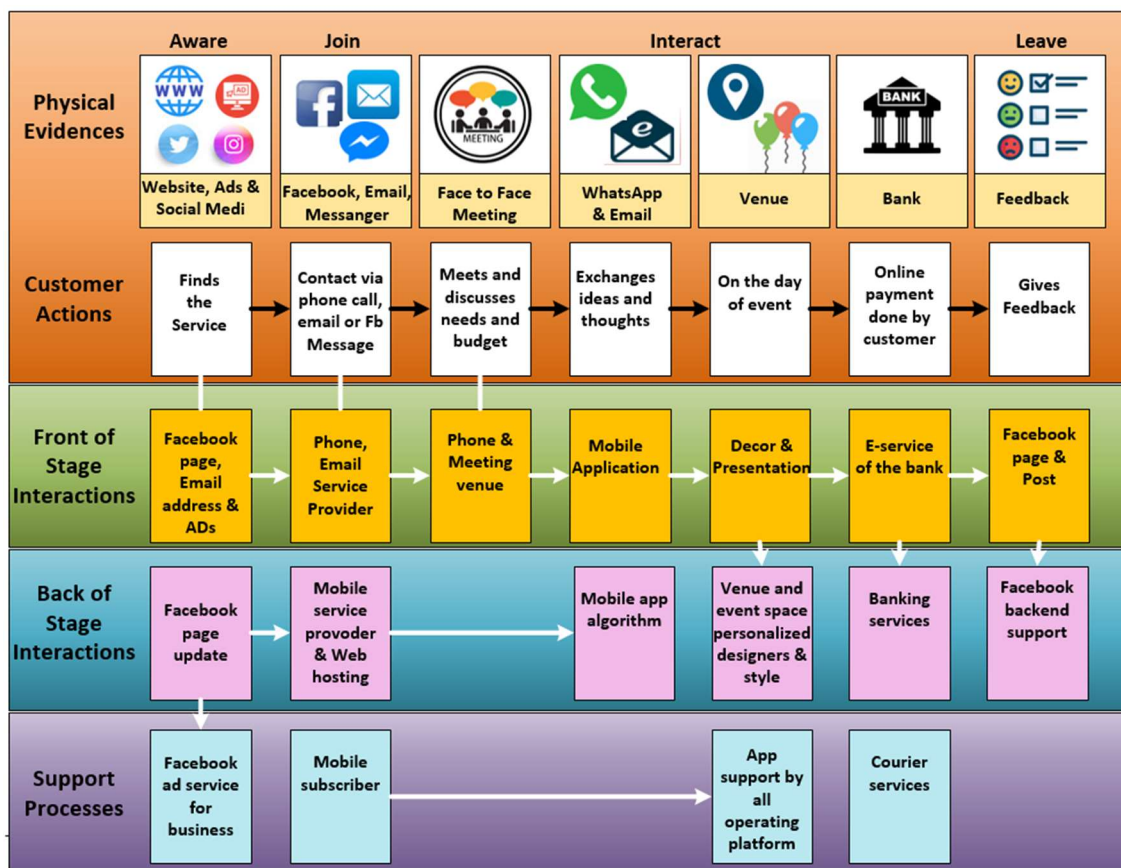 Aware
Join
Interact
Leave
Physical
Evidences
WWW
AD
MEETING
e
BANK
Website, Ads &
Social Medi
Facebook, Email,
Messanger
Face to Face
Meeting
WhatsApp
& Email
Venue
Bank
Feedback
Customer
Actions
Finds
the
Service
Contact via
phone call,
email or Fb
Message
Meets and
discusses
needs and
budget
Exchanges
ideas and
thoughts
On the day
of event
Online
payment
done by
customer
Gives
Feedback
Front of
Stage
Interactions
Facebook
page,
Email
address &
ADs
Phone,
Email
Service
Provider
Phone &
Meeting
venue
Mobile
Application
Decor &
Presentation
E-service
of the bank
Facebook
page &
Post
Back of
Stage
Interactions
Facebook
page
update
Mobile
service
provoder
& Web
hosting
Mobile app
algorithm
Venue and
event space
personalized
designers &
style
Banking
services
Facebook
backend
support
Support
Processes
Facebook
ad service
for
business
Mobile
subscriber
App
support by
all
operating
platform
Courier
services